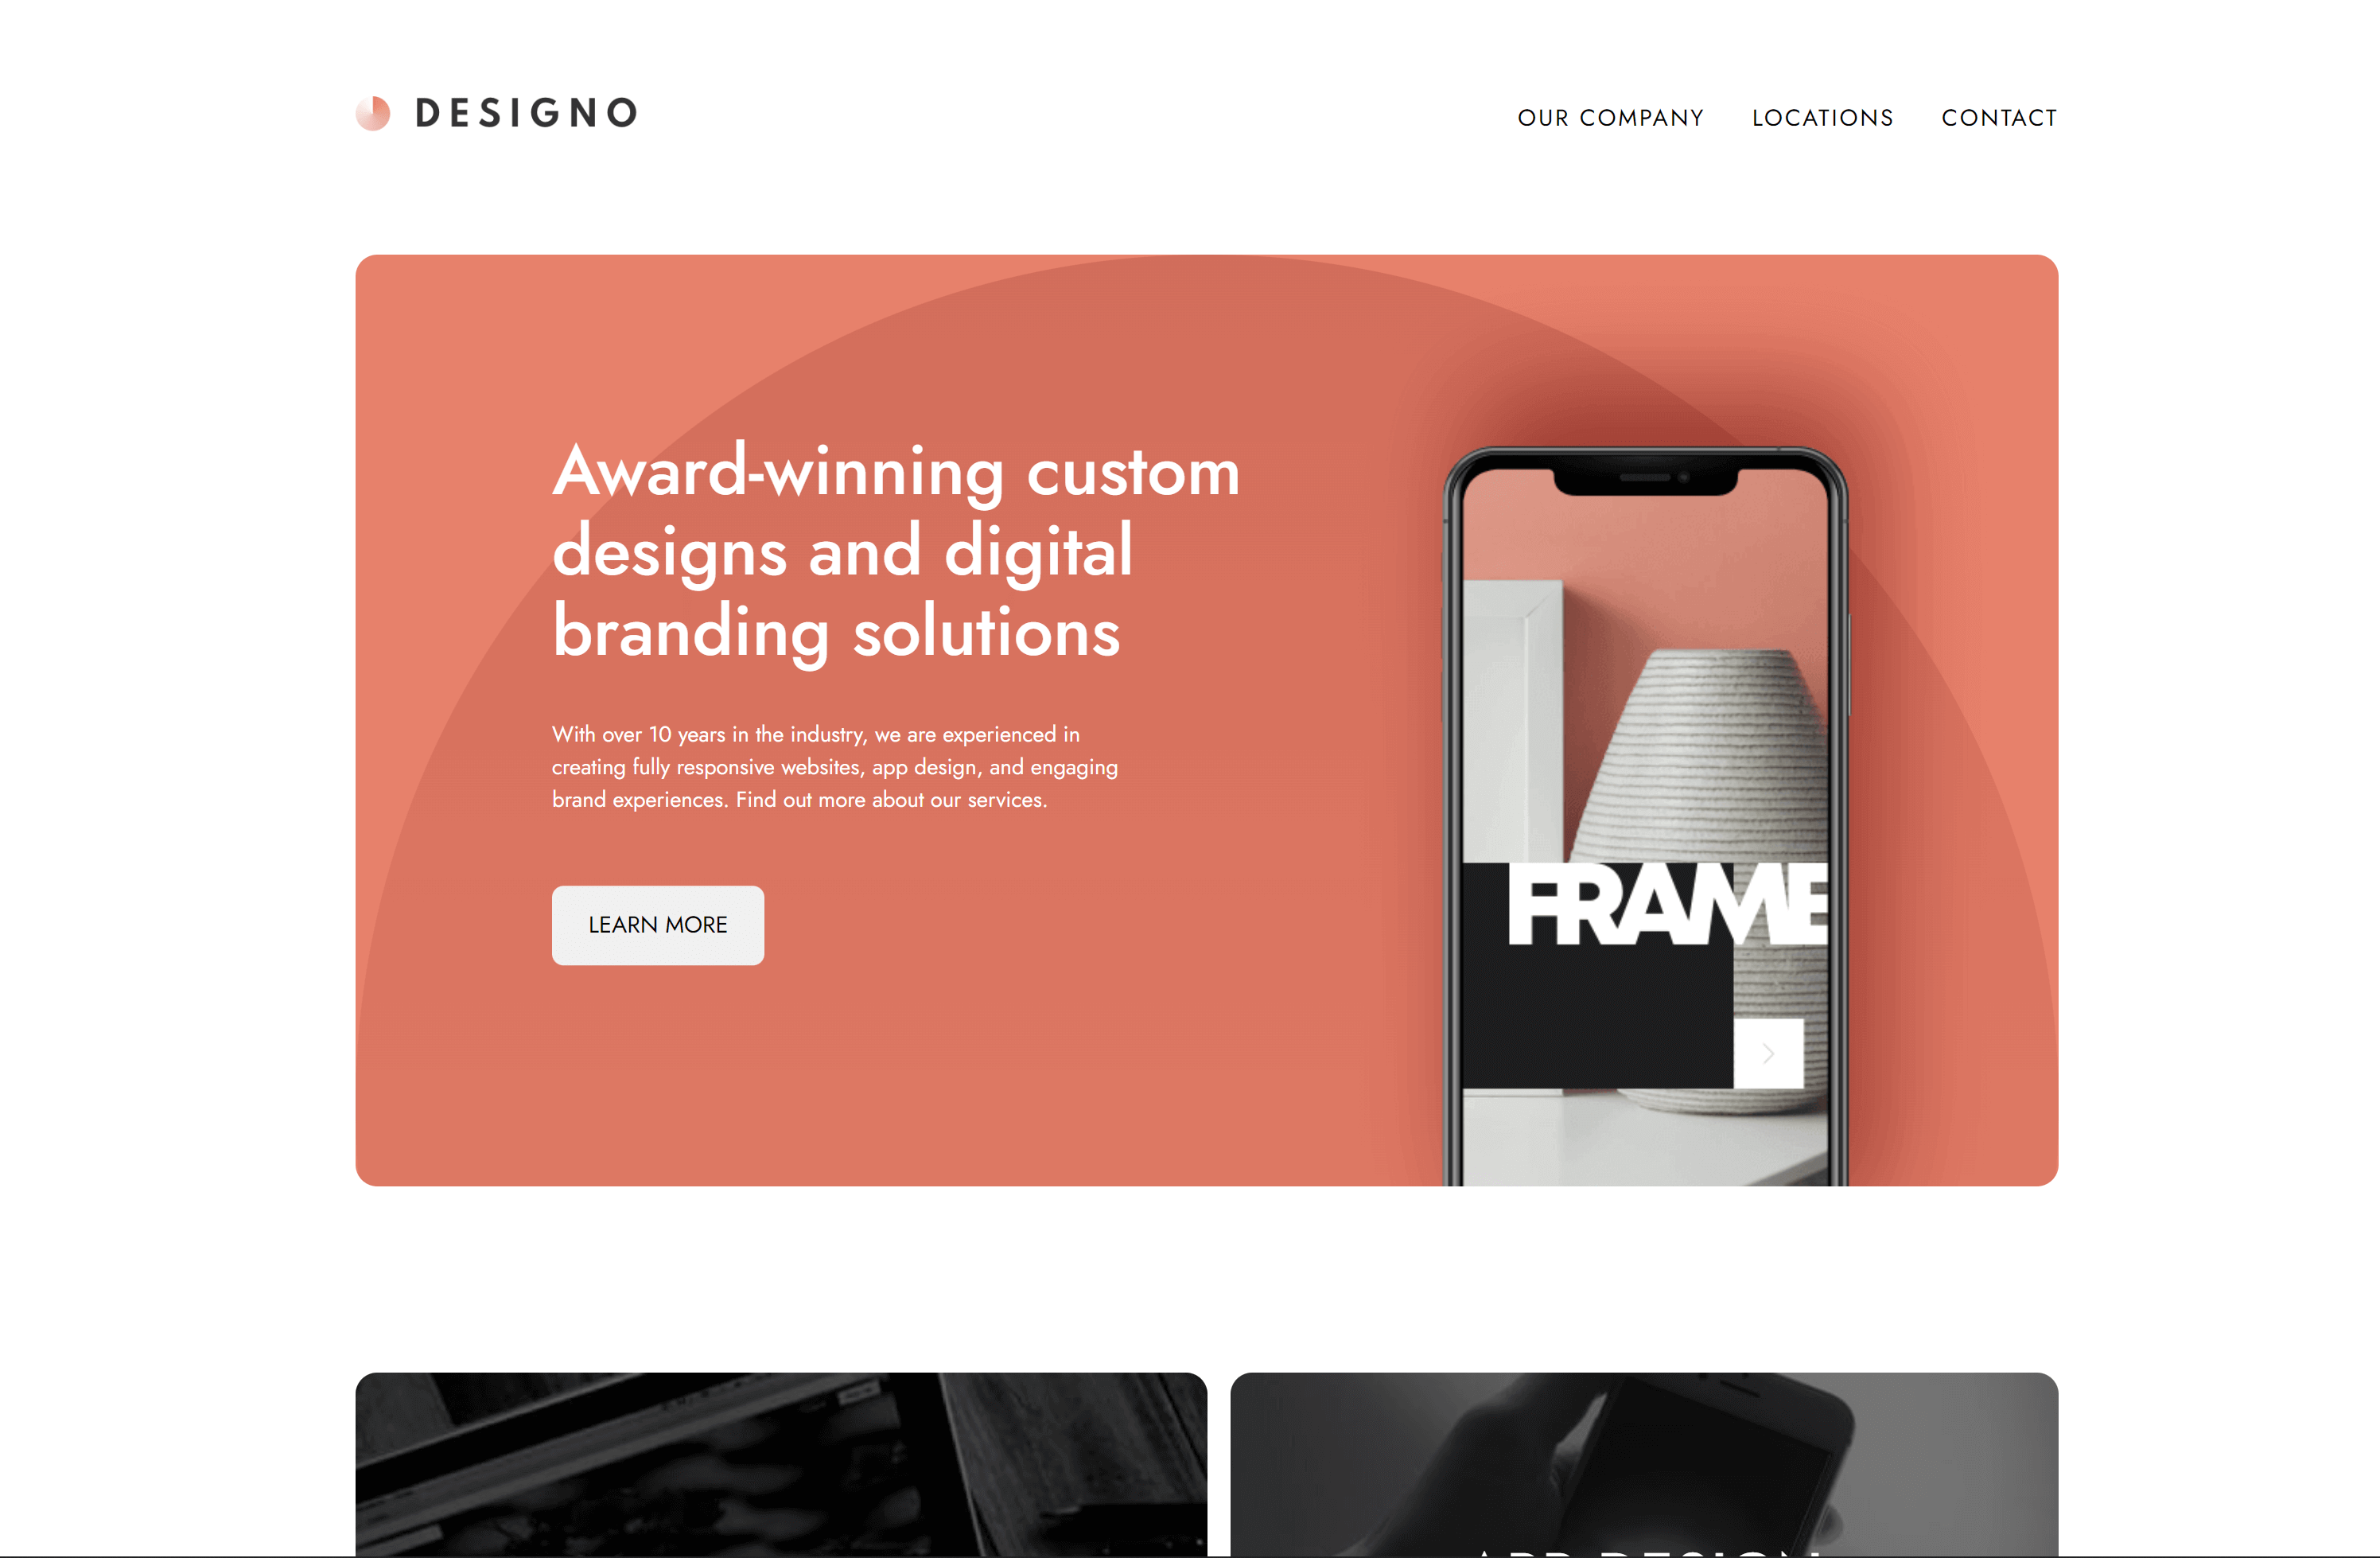 DESIGNO
OUR COMPANY LOCATIONS CONTACT
Award-winning custom
designs and digital
branding solutions
With over 10 years in the industry, we are experienced in
creating fully responsive websites, app design, and engaging
brand experiences. Find out more about our services.
LEARN MORE
FRAME
APP DESIGN